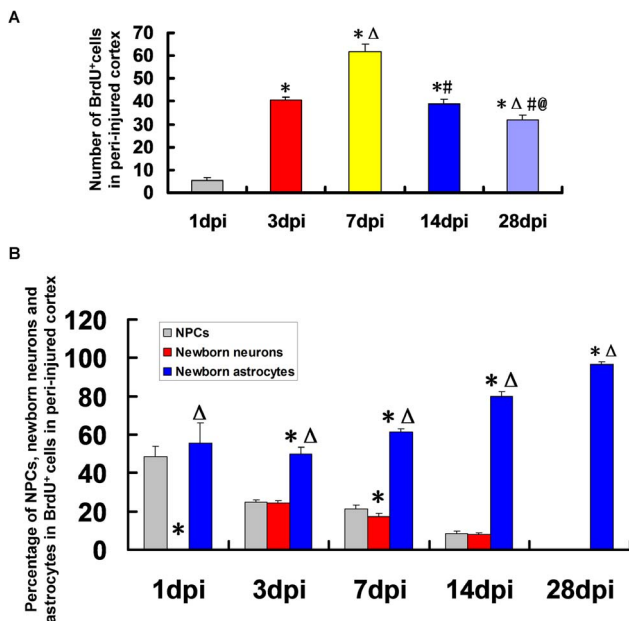 A
Number of BrdU⁺cells
in peri-injured cortex
70
60
50
40
30
20
10
0
*
* Δ
*#
* Δ #@
1dpi 3dpi 7dpi 14dpi 28dpi
B
Percentage of NPCs, newborn neurons and
astrocytes in BrdU⁺ cells in peri-injured cortex
120
100
80
60
40
20
0
NPCs
Newborn neurons
Newborn astrocytes
*
Δ
* Δ
*
* Δ
* Δ
* Δ
1dpi 3dpi 7dpi 14dpi 28dpi